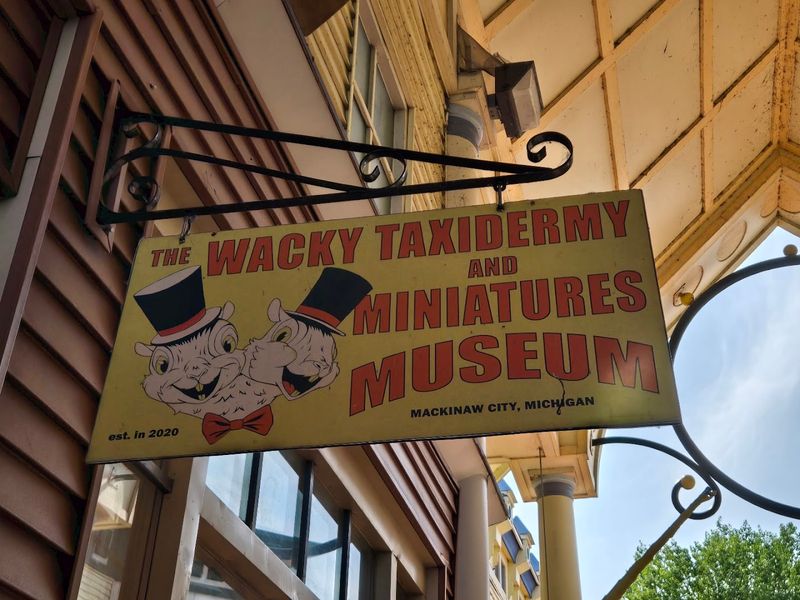 THE WACKY TAXIDERMY
AND
MINIATURES
MUSEUM
MACKINAW CITY, MICHIGAN
est. in 2020